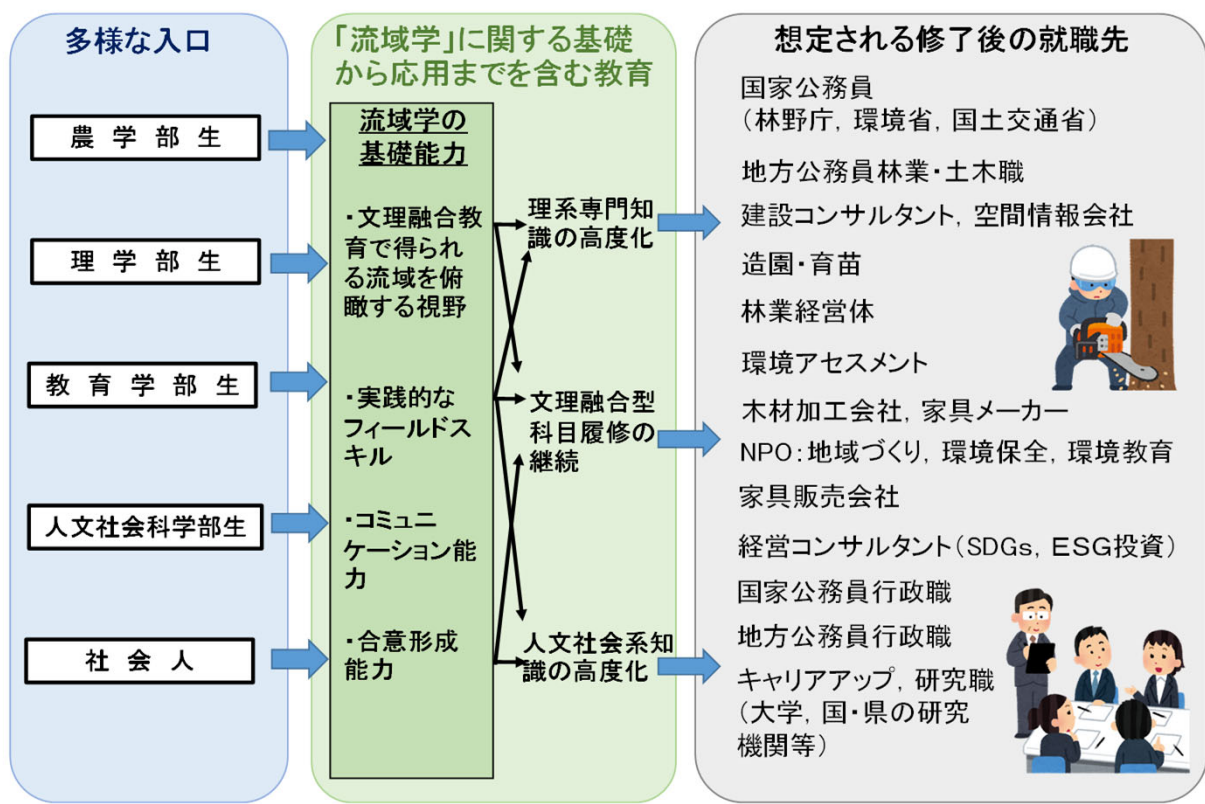 多様な入口
農学部生
理学部生
教育学部生
人文社会科学部生
社会人
「流域学」に関する基礎
から応用までを含む教育
流域学の
基礎能力
・文理融合教
育で得られ
る流域を俯
瞰する視野
・実践的な
フィールドス
キル
・コミュニ
ケーション能
力
・合意形成
能力
理系専門知
識の高度化
文理融合型
科目履修の
継続
人文社会系知
識の高度化
想定される修了後の就職先
国家公務員
（林野庁, 環境省, 国土交通省）
地方公務員林業・土木職
建設コンサルタント, 空間情報会社
造園・育苗
林業経営体
環境アセスメント
木材加工会社, 家具メーカー
NPO：地域づくり, 環境保全, 環境教育
家具販売会社
経営コンサルタント（SDGs, ＥＳＧ投資）
国家公務員行政職
地方公務員行政職
キャリアアップ, 研究職
（大学, 国・県の研究
機関等）